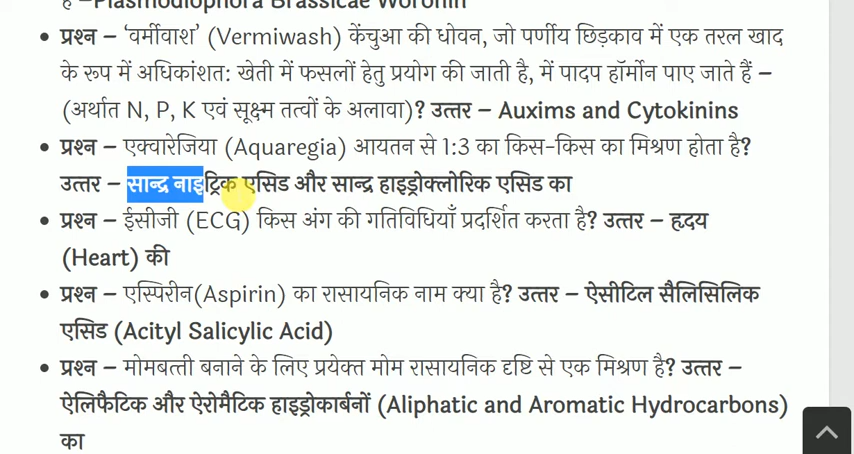 है –Plasmodiophora Brassicae Woronin
प्रश्न – ‘वर्मीवाश’ (Vermiwash) केंचुआ की धोवन, जो पर्णीय छिड़काव में एक तरल खाद
के रूप में अधिकांशत: खेती में फसलों हेतु प्रयोग की जाती है, में पादप हॉर्मोन पाए जाते हैं –
(अर्थात N, P, K एवं सूक्ष्म तत्वों के अलावा)? उत्तर – Auxims and Cytokinins
प्रश्न – एक्वारेजिया (Aquaregia) आयतन से 1:3 का किस-किस का मिश्रण होता है?
उत्तर – सान्द्र नाइट्रिक एसिड और सान्द्र हाइड्रोक्लोरिक एसिड का
प्रश्न – ईसीजी (ECG) किस अंग की गतिविधियाँ प्रदर्शित करता है? उत्तर – हृदय
(Heart) की
प्रश्न – एस्पिरीन(Aspirin) का रासायनिक नाम क्या है? उत्तर – ऐसीटिल सैलिसिलिक
एसिड (Acityl Salicylic Acid)
प्रश्न – मोमबत्ती बनाने के लिए प्रयेक्त मोम रासायनिक दृष्टि से एक मिश्रण है? उत्तर –
ऐलिफैटिक और ऐरोमैटिक हाइड्रोकार्बनों (Aliphatic and Aromatic Hydrocarbons)
का